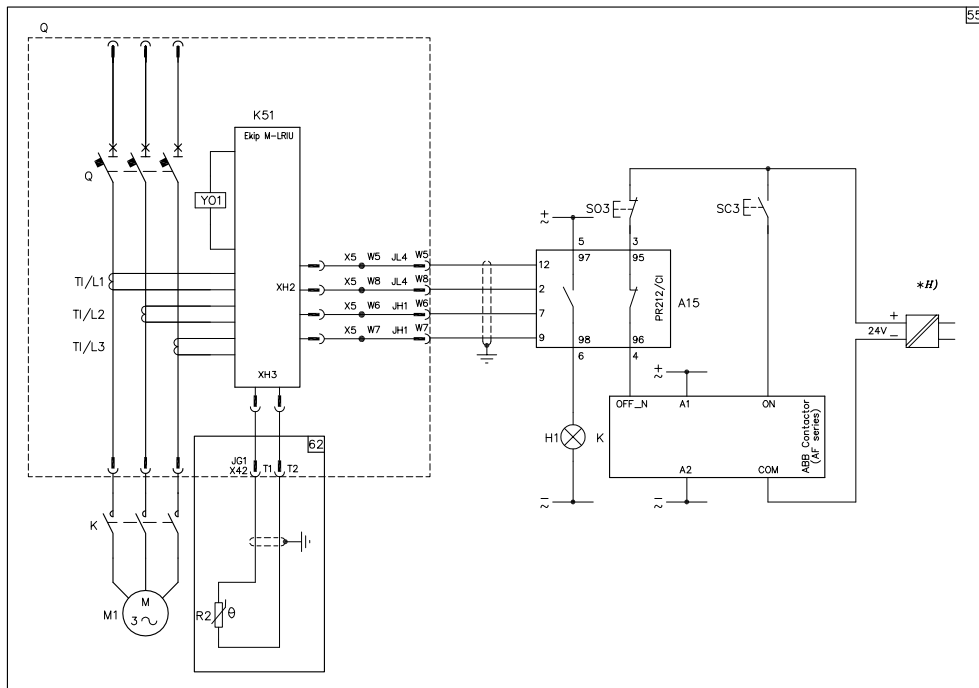 55
Q
K51
Ekip M-LRIU
YO1
Q
SO3
SC3
+
~
5
3
X5 W5 JL4 W5
12
97
95
*H)
TI/L1
XH2
X5 W8 JL4 W8
2
PR212/CI
A15
TI/L2
X5 W6 JH1 W6
7
+
24V
–
TI/L3
X5 W7 JH1 W7
9
98
96
6
4
XH3
+
~
OFF_N
A1
ON
62
H1
K
ABB Contactor
(AF series)
JG1
X42
T1
T2
A2
COM
–
~
–
~
K
M1
M
3~
R2
θ